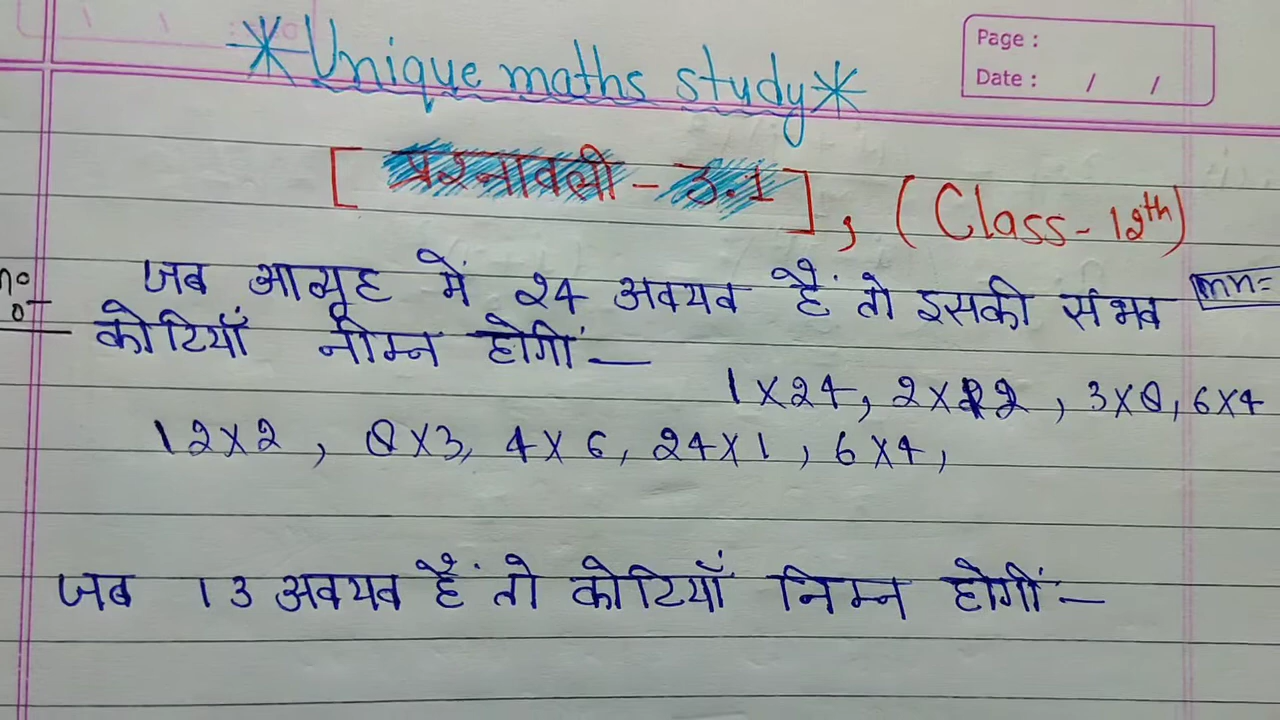 Page :
*Unique maths study*
Date : / /
[ प्रश्नावली - 3.1 ] , (Class - 12th)
जब आव्यूह में 24 अवयव हैं तो इसकी संभव mn=
कोटियाँ नीम्न होगीं —
1×24, 2×12 , 3×8, 6×4
12×2 , 8×3, 4×6, 24×1 , 6×4,
जब 13 अवयव हैं तो कोटियाँ निम्न होगीं —